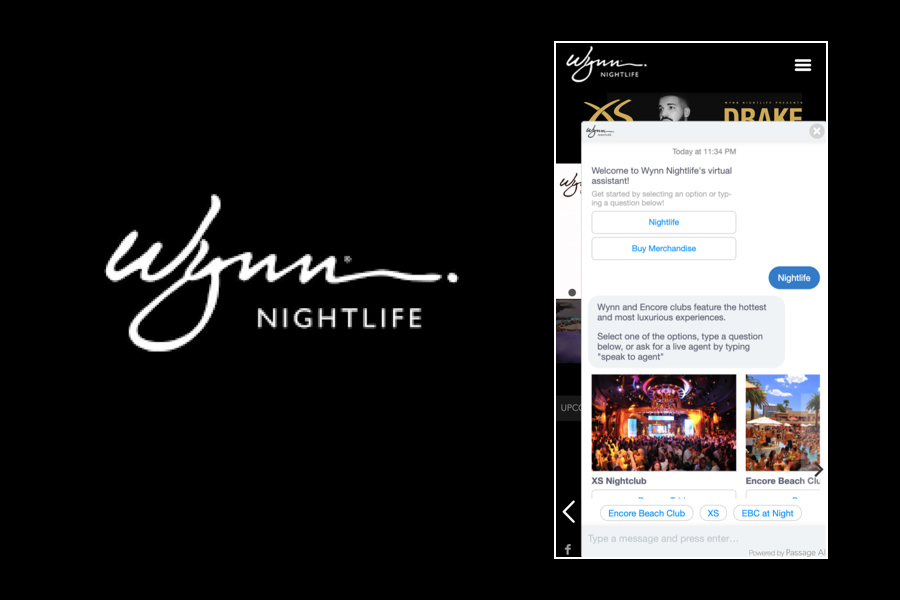 Wynn®
NIGHTLIFE
Wynn
NIGHTLIFE
XS
WYNN NIGHTLIFE PRESENTS
DRAKE
Wynn
NIGHTLIFE
Today at 11:34 PM
Welcome to Wynn Nightlife's virtual
assistant!
Get started by selecting an option or typ-
ing a question below!
Nightlife
Buy Merchandise
Nightlife
Wynn and Encore clubs feature the hottest
and most luxurious experiences.
Select one of the options, type a question
below, or ask for a live agent by typing
"speak to agent"
XS Nightclub
Encore Beach Clu
UPCO
Encore Beach Club
XS
EBC at Night
Type a message and press enter...
Powered by Passage AI